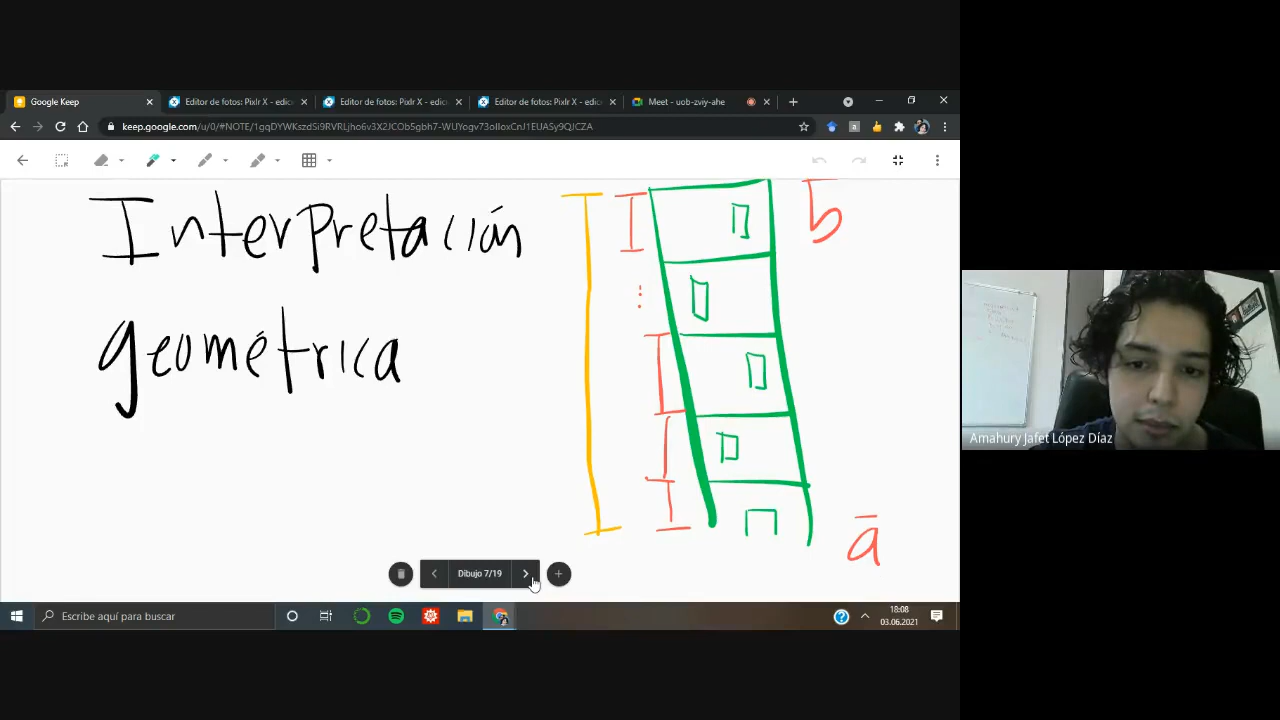 Google Keep
Editor de fotos: Pixlr X - edic
Editor de fotos: Pixlr X - edic
Editor de fotos: Pixlr X - edic
Meet - uob-zviy-ahe
Interpretación
geométrica
b
ā
Dibujo 7/19
Amahury Jafet López Díaz
Escribe aquí para buscar
18:08
03.06.2021